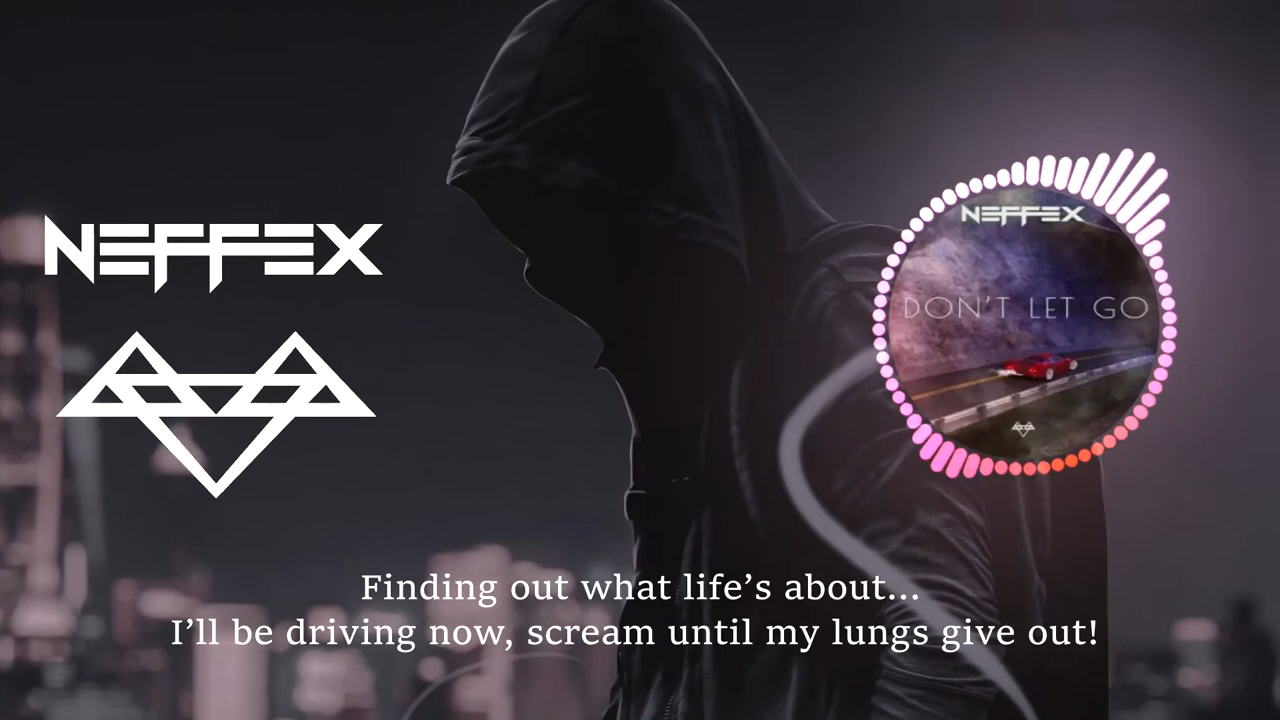 NEFFEX
NEFFEX
DON'T LET GO
Finding out what life’s about...
I’ll be driving now, scream until my lungs give out!